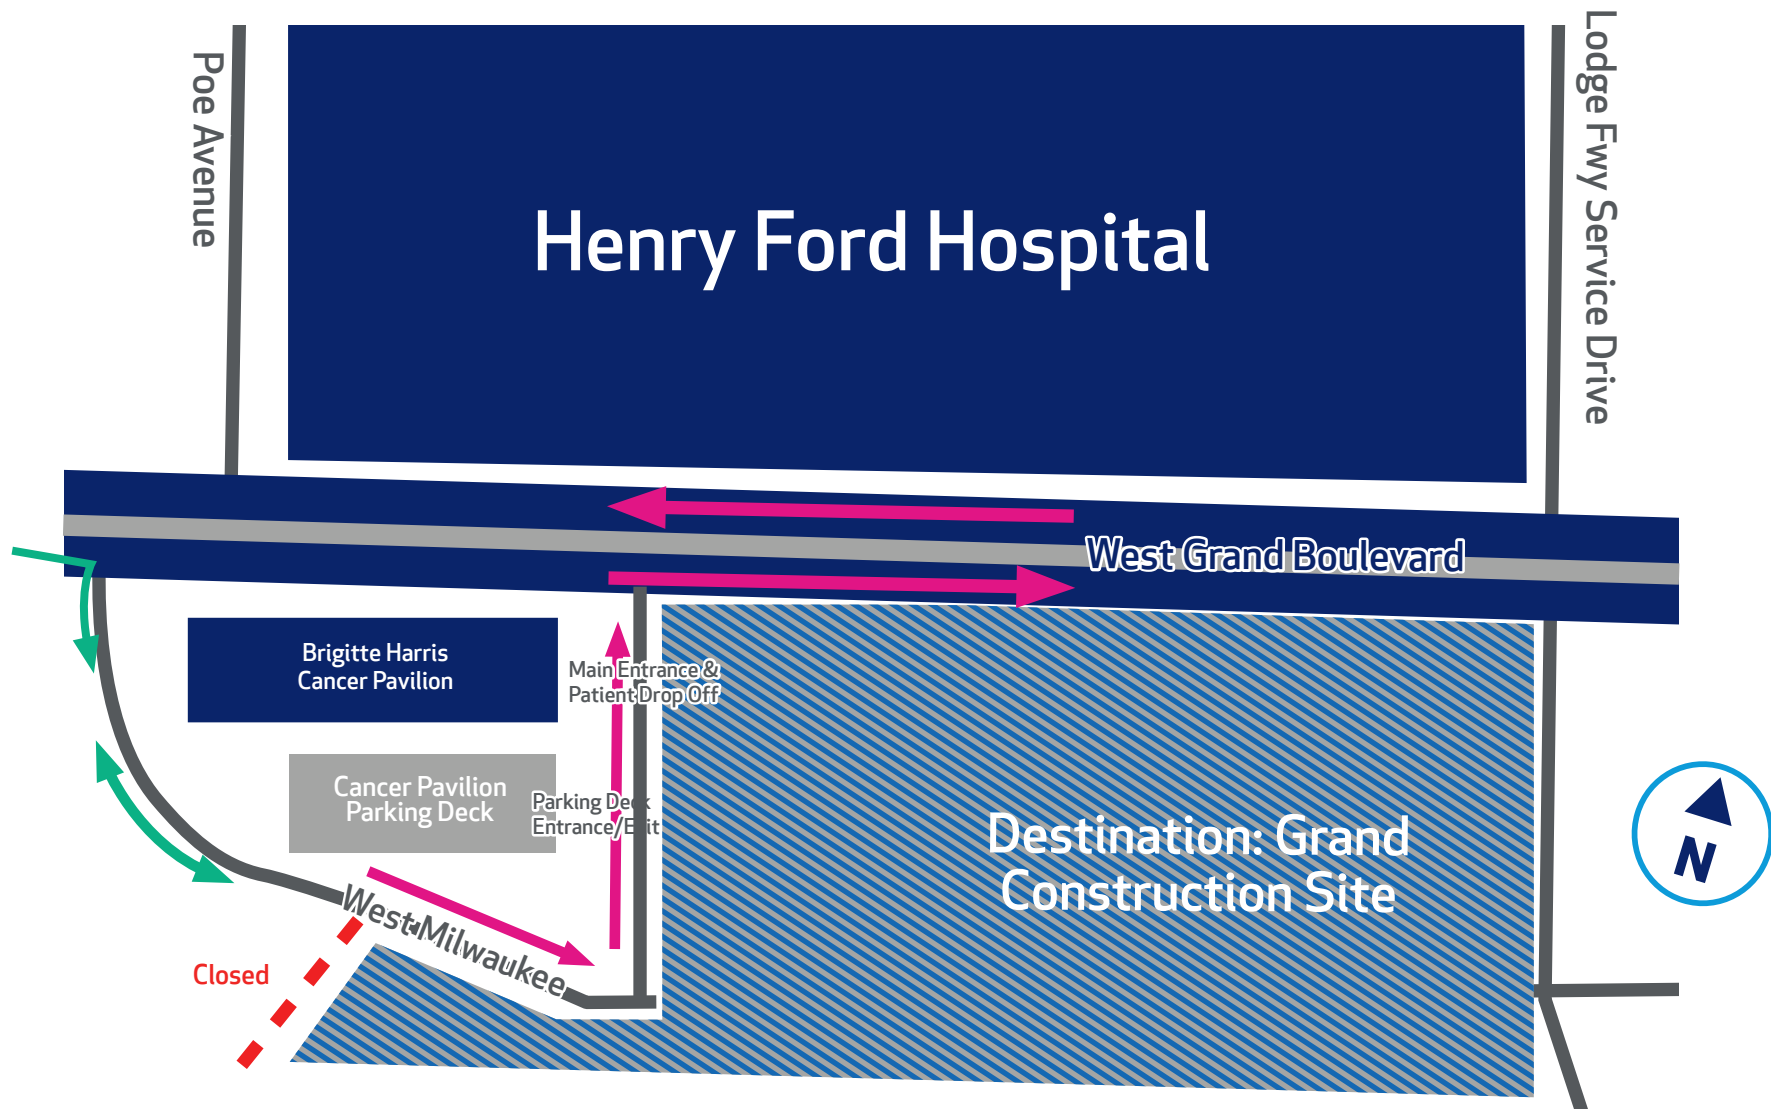 Poe Avenue
Lodge Fwy Service Drive
Henry Ford Hospital
West Grand Boulevard
Brigitte Harris
Cancer Pavilion
Main Entrance &
Patient Drop Off
Cancer Pavilion
Parking Deck
Parking Deck
Entrance/Exit
West Milwaukee
Closed
Destination: Grand
Construction Site
N